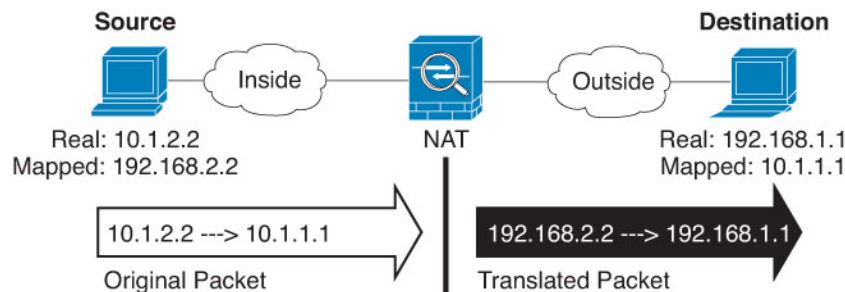 Source
Destination
Inside
Outside
Real: 10.1.2.2
Mapped: 192.168.2.2
NAT
Real: 192.168.1.1
Mapped: 10.1.1.1
10.1.2.2 ---> 10.1.1.1
192.168.2.2 ---> 192.168.1.1
Original Packet
Translated Packet